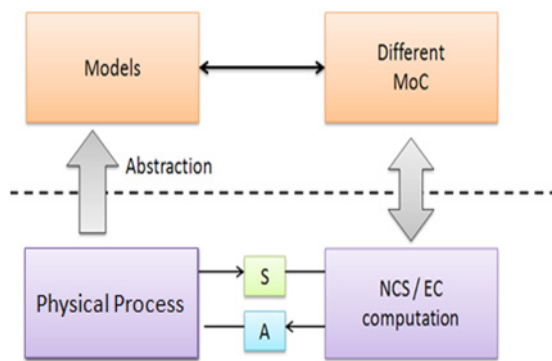 Models
Different
MoC
Abstraction
Physical Process
S
A
NCS / EC
computation